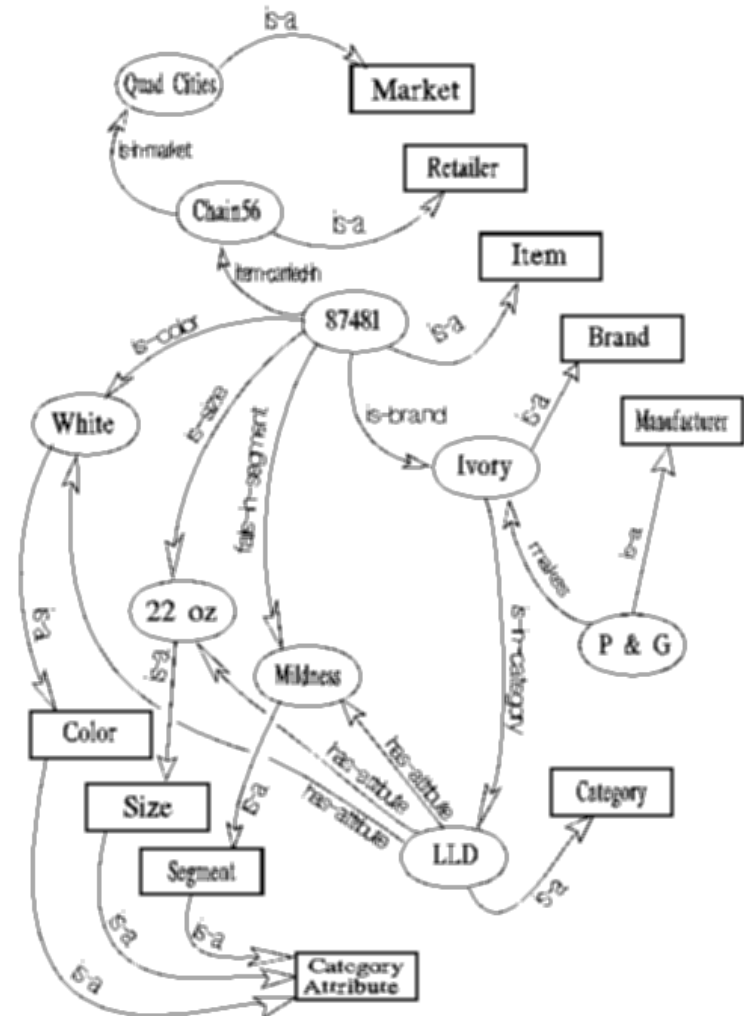 is-a
Quad Cities
Market
is-in-market
Retailer
Chain56
is-a
Item
item-carried-in
87481
is-a
is-color
Brand
is-size
is-brand
is-a
Manufacturer
White
falls-in-segment
Ivory
makes
is-a
22 oz
P & G
is-a
is-a
Mildness
is-in-category
Color
has-attribute
has-attribute
has-attribute
Category
Size
is-a
LLD
Segment
is-a
is-a
is-a
is-a
Category
Attribute